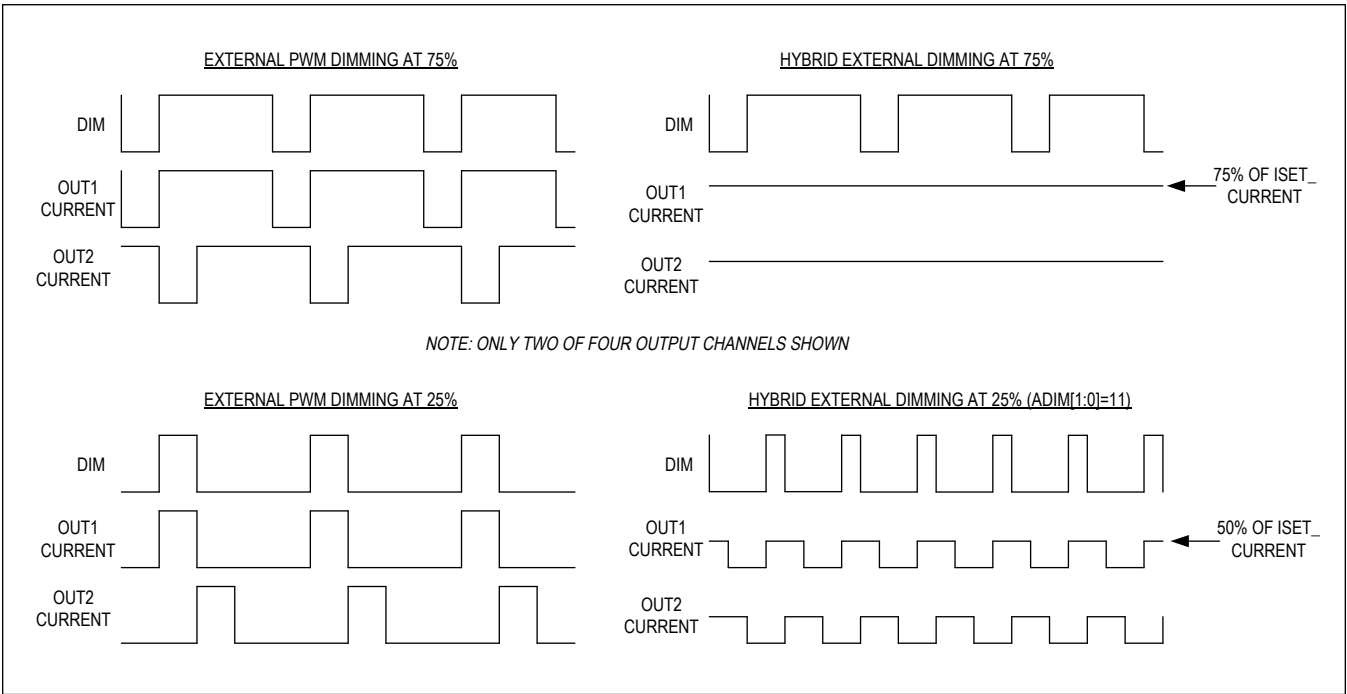 EXTERNAL PWM DIMMING AT 75%
DIM
OUT1
CURRENT
OUT2
CURRENT
HYBRID EXTERNAL DIMMING AT 75%
DIM
OUT1
CURRENT
75% OF ISET_
CURRENT
OUT2
CURRENT
NOTE: ONLY TWO OF FOUR OUTPUT CHANNELS SHOWN
EXTERNAL PWM DIMMING AT 25%
DIM
OUT1
CURRENT
OUT2
CURRENT
HYBRID EXTERNAL DIMMING AT 25% (ADIM[1:0]=11)
DIM
OUT1
CURRENT
50% OF ISET_
CURRENT
OUT2
CURRENT